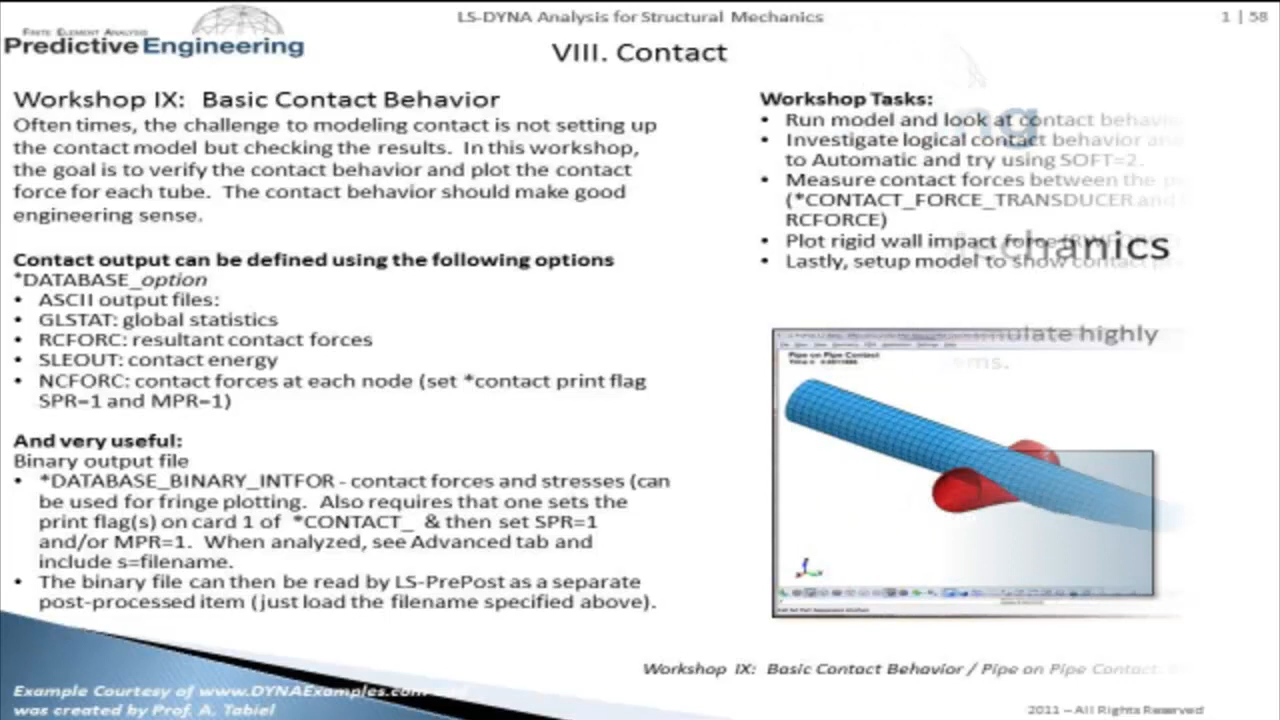 LS-DYNA Analysis for Structural Mechanics
1 | 58
FINITE ELEMENT ANALYSIS
Predictive Engineering
VIII. Contact
Workshop IX: Basic Contact Behavior
Often times, the challenge to modeling contact is not setting up
the contact model but checking the results. In this workshop,
the goal is to verify the contact behavior and plot the contact
force for each tube. The contact behavior should make good
engineering sense.
Contact output can be defined using the following options
*DATABASE_option
• ASCII output files:
• GLSTAT: global statistics
• RCFORC: resultant contact forces
• SLEOUT: contact energy
• NCFORC: contact forces at each node (set *contact print flag
SPR=1 and MPR=1)
And very useful:
Binary output file
• *DATABASE_BINARY_INTFOR - contact forces and stresses (can
be used for fringe plotting. Also requires that one sets the
print flag(s) on card 1 of *CONTACT_ & then set SPR=1
and/or MPR=1. When analyzed, see Advanced tab and
include s=filename.
• The binary file can then be read by LS-PrePost as a separate
post-processed item (just load the filename specified above).
Workshop Tasks:
• Run model and look at contact
• Investigate logical contact behavior
to Automatic and try using SOFT=2.
• Measure contact forces between the
(*CONTACT_FORCE_TRANSDUCER and
RCFORCE)
• Plot rigid wall impact force
• Lastly, setup model to show contact
chanics
mulate highly
ms.
Pipe on Pipe Contact
Workshop IX: Basic Contact Behavior / Pipe on Pipe Contact
Example Courtesy of www.DYNAExamples.com
was created by Prof. A. Tabiel
2011 – All Rights Reserved